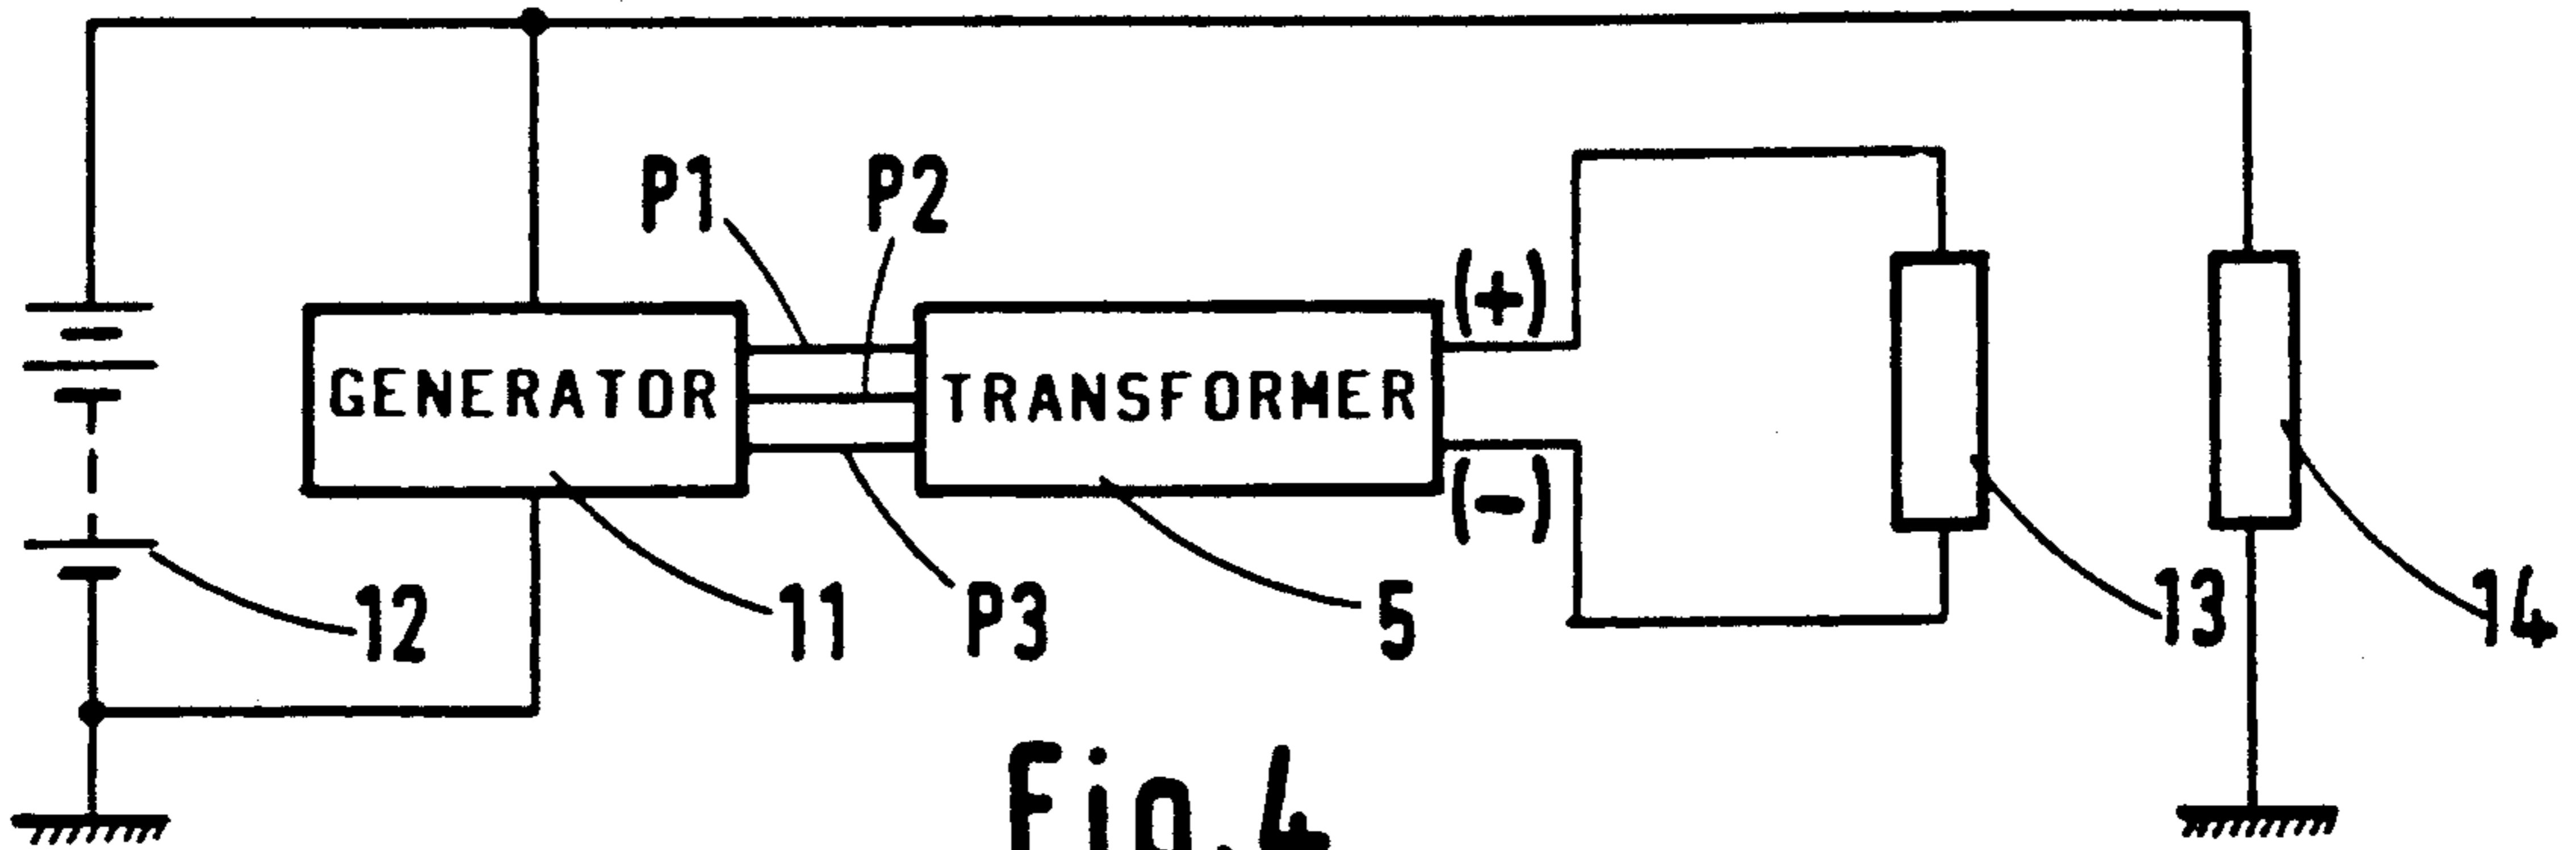 P1 P2
(+)
GENERATOR TRANSFORMER
(-)
12 11 P3 5 13 14
Fig.4